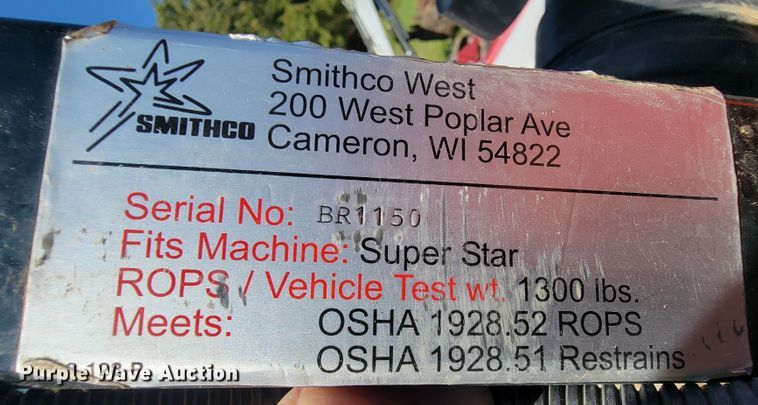 SMITHCO
Smithco West
200 West Poplar Ave
Cameron, WI 54822
Serial No: BR1150
Fits Machine: Super Star
ROPS / Vehicle Test wt. 1300 lbs.
Meets: OSHA 1928.52 ROPS
OSHA 1928.51 Restrains
Purple Wave Auction